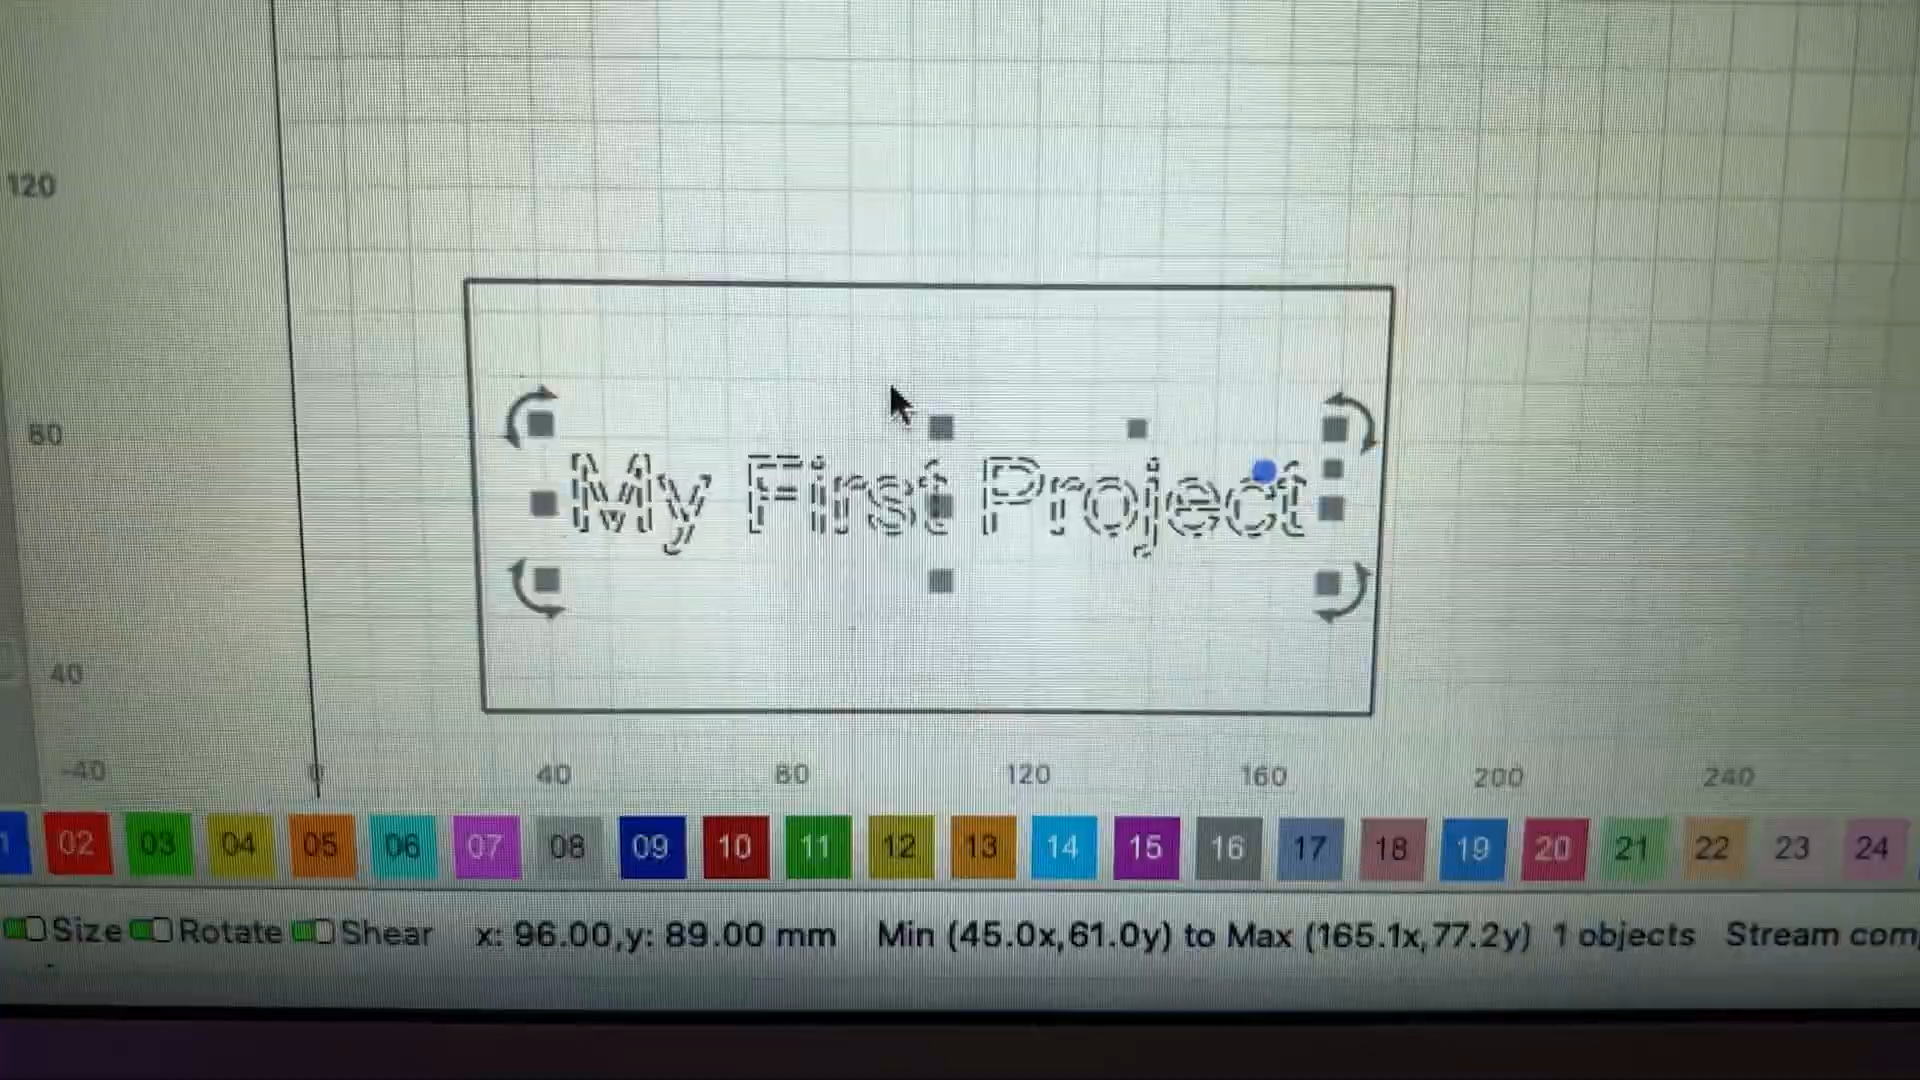 120
80
My First Project
40
-40 0 40 80 120 160 200 240
1 02 03 04 05 06 07 08 09 10 11 12 13 14 15 16 17 18 19 20 21 22 23 24
Size Rotate Shear x: 96.00,y: 89.00 mm Min (45.0x,61.0y) to Max (165.1x,77.2y) 1 objects Stream com